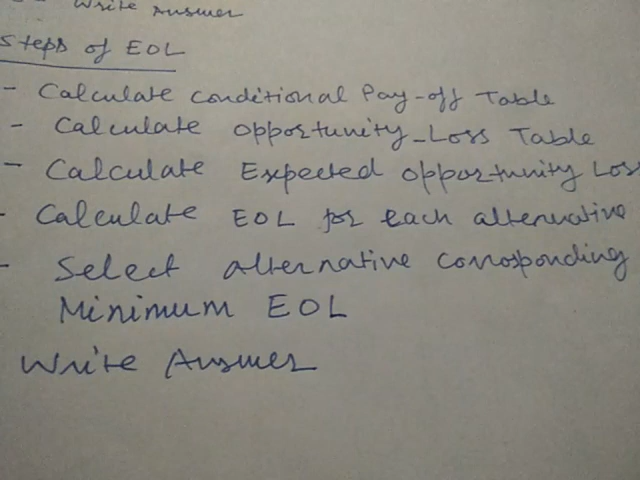 Write Answer
Steps of EOL
- Calculate conditional Pay-off Table
- Calculate opportunity-Loss Table
- Calculate Expected opportunity Loss
- Calculate EOL for each alternative
- Select alternative corrosponding
Minimum EOL
Write Answer